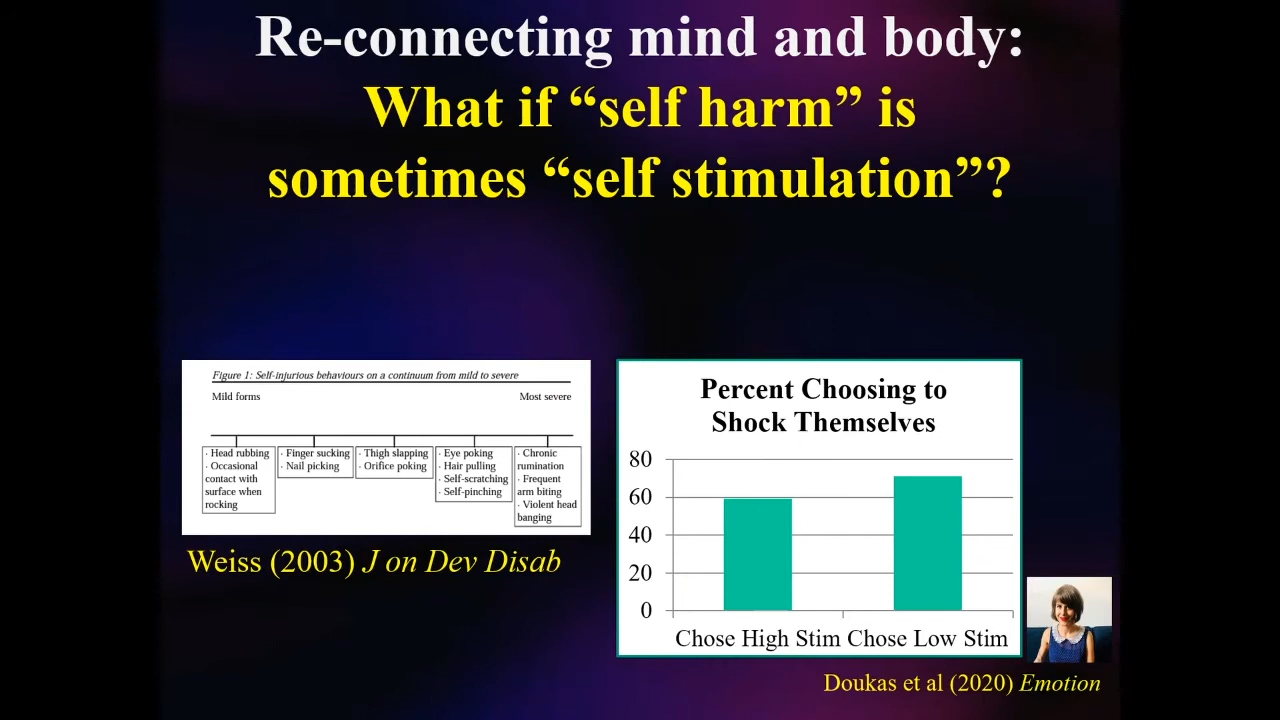 Re-connecting mind and body:
What if “self harm” is
sometimes “self stimulation”?
Figure 1: Self-injurious behaviours on a continuum from mild to severe
Mild forms
Most severe
· Head rubbing
· Occasional
contact with
surface when
rocking
· Finger sucking
· Nail picking
· Thigh slapping
· Orifice poking
· Eye poking
· Hair pulling
· Self-scratching
· Self-pinching
· Chronic
rumination
· Frequent
arm biting
· Violent head
banging
Weiss (2003) J on Dev Disab
Percent Choosing to
Shock Themselves
80
60
40
20
0
Chose High Stim Chose Low Stim
Doukas et al (2020) Emotion